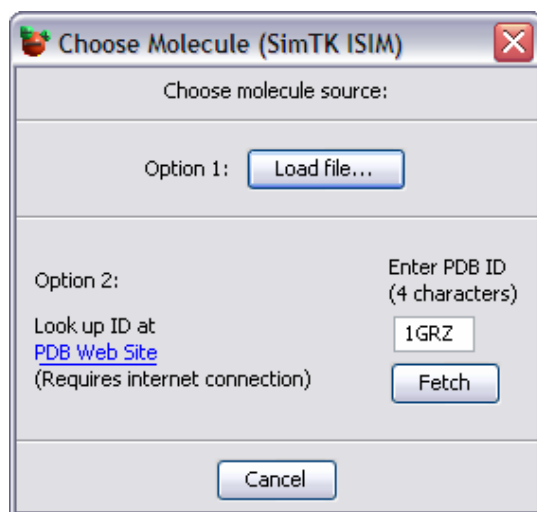 Choose Molecule (SimTK ISIM)
Choose molecule source:
Option 1:
Load file...
Option 2:
Look up ID at
PDB Web Site
(Requires internet connection)
Enter PDB ID
(4 characters)
1GRZ
Fetch
Cancel